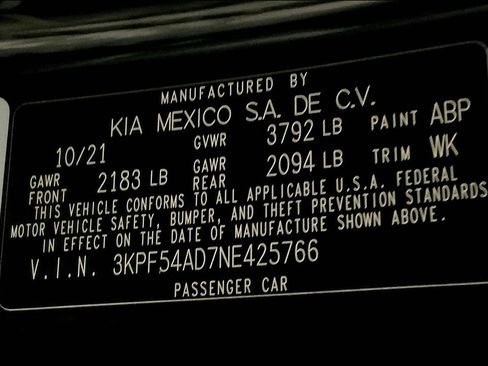 MANUFACTURED BY
KIA MEXICO S.A. DE C.V.
10/21 GVWR 3792 LB PAINT ABP
GAWR FRONT 2183 LB GAWR REAR 2094 LB TRIM WK
THIS VEHICLE CONFORMS TO ALL APPLICABLE U.S.A. FEDERAL
MOTOR VEHICLE SAFETY, BUMPER, AND THEFT PREVENTION STANDARDS
IN EFFECT ON THE DATE OF MANUFACTURE SHOWN ABOVE.
V.I.N. 3KPF54AD7NE425766
PASSENGER CAR